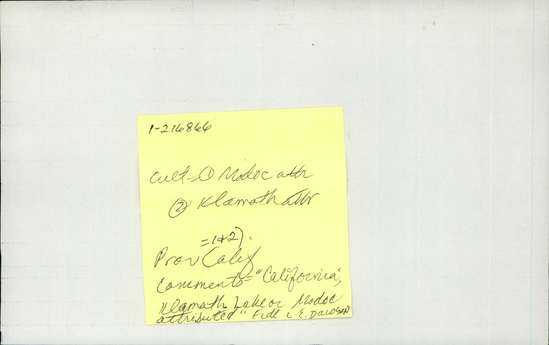 1-216866
Cult = ① Modoc attr
② Klamath attr
= 1+2).
Prov Calif
Comments = "California",
Klamath Lake or Modoc
attributed" Fide L. E. Dawson